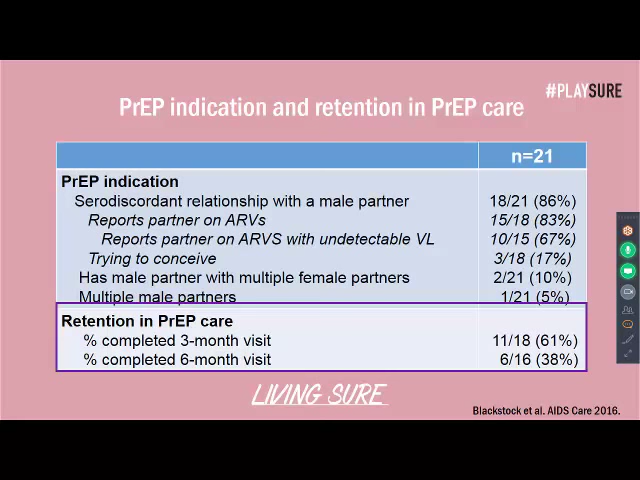 #PLAYSURE
PrEP indication and retention in PrEP care
n=21
PrEP indication
Serodiscordant relationship with a male partner 18/21 (86%)
Reports partner on ARVs 15/18 (83%)
Reports partner on ARVS with undetectable VL 10/15 (67%)
Trying to conceive 3/18 (17%)
Has male partner with multiple female partners 2/21 (10%)
Multiple male partners 1/21 (5%)
Retention in PrEP care
% completed 3-month visit 11/18 (61%)
% completed 6-month visit 6/16 (38%)
LIVING SURE
Blackstock et al. AIDS Care 2016.